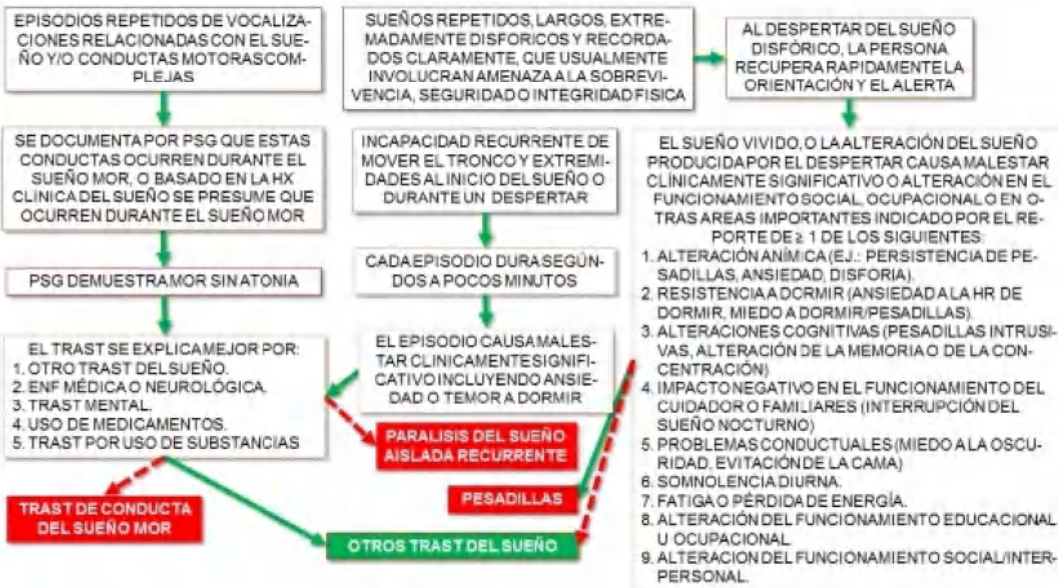 EPISODIOS REPETIDOS DE VOCALIZA-
CIONES RELACIONADAS CON EL SUE-
ÑO Y/O CONDUCTAS MOTORASCOM-
PLEJAS
SE DOCUMENTA POR PSG QUE ESTAS
CONDUCTAS OCURREN DURANTE EL
SUEÑO MOR, O BASADO EN LA HX
CLÍNICA DEL SUEÑO SE PRESUME QUE
OCURREN DURANTE EL SUEÑO MOR
PSG DEMUESTRA MOR SIN ATONIA
EL TRAST SE EXPLICA MEJOR POR:
1. OTRO TRAST DEL SUEÑO.
2. ENF MÉDICA O NEUROLÓGICA.
3. TRAST MENTAL.
4. USO DE MEDICAMENTOS.
5. TRAST POR USO DE SUBSTANCIAS
TRAST DE CONDUCTA
DEL SUEÑO MOR
SUEÑOS REPETIDOS, LARGOS, EXTRE-
MADAMENTE DISFORICOS Y RECORDA-
DOS CLARAMENTE, QUE USUALMENTE
INVOLUCRAN AMENAZA A LA SOBREVI-
VENCIA, SEGURIDAD O INTEGRIDAD FISICA
INCAPACIDAD RECURRENTE DE
MOVER EL TRONCO Y EXTREMI-
DADES AL INICIO DEL SUEÑO O
DURANTE UN DESPERTAR
CADA EPISODIO DURA SEGÚN-
DOS A POCOS MINUTOS
EL EPISODIO CAUSA MALES-
TAR CLINICAMENTE SIGNIFI-
CATIVO INCLUYENDO ANSIE-
DAD O TEMOR A DORMIR
PARALISIS DEL SUEÑO
AISLADA RECURRENTE
PESADILLAS
OTROS TRAST DEL SUEÑO
AL DESPERTAR DEL SUEÑO
DISFÓRICO, LA PERSONA
RECUPERA RAPIDAMENTE LA
ORIENTACIÓN Y EL ALERTA
EL SUEÑO VIVIDO, O LA ALTERACIÓN DEL SUEÑO
PRODUCIDA POR EL DESPERTAR CAUSA MALESTAR
CLÍNICAMENTE SIGNIFICATIVO O ALTERACIÓN EN EL
FUNCIONAMIENTO SOCIAL, OCUPACIONAL O EN O-
TRAS AREAS IMPORTANTES INDICADO POR EL RE-
PORTE DE ≥ 1 DE LOS SIGUIENTES:
1. ALTERACIÓN ANÍMICA (EJ.: PERSISTENCIA DE PE-
SADILLAS, ANSIEDAD, DISFORIA).
2. RESISTENCIA A DORMIR (ANSIEDAD A LA HR DE
DORMIR, MIEDO A DORMIR/PESADILLAS).
3. ALTERACIONES COGNITIVAS (PESADILLAS INTRUSI-
VAS, ALTERACIÓN DE LA MEMORIA O DE LA CON-
CENTRACIÓN)
4. IMPACTO NEGATIVO EN EL FUNCIONAMIENTO DEL
CUIDADOR O FAMILIARES (INTERRUPCIÓN DEL
SUEÑO NOCTURNO)
5. PROBLEMAS CONDUCTUALES (MIEDO A LA OSCU-
RIDAD, EVITACIÓN DE LA CAMA)
6. SOMNOLENCIA DIURNA.
7. FATIGA O PÉRDIDA DE ENERGÍA.
8. ALTERACIÓN DEL FUNCIONAMIENTO EDUCACIONAL
U OCUPACIONAL
9. ALTERACION DEL FUNCIONAMIENTO SOCIAL/INTER-
PERSONAL.